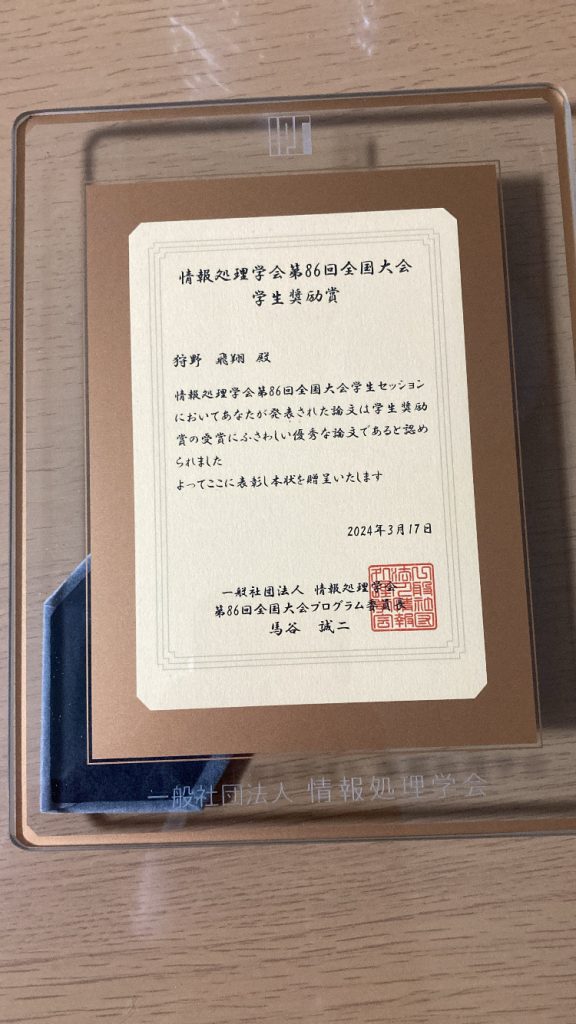 情報処理学会第86回全国大会
学生奨励賞
狩野 飛翔 殿
情報処理学会第86回全国大会学生セッション
においてあなたが発表された論文は学生奨励
賞の受賞にふさわしい優秀な論文であると認め
られました
よってここに表彰し本状を贈呈いたします
2024年3月17日
一般社団法人 情報処理学会
第86回全国大会プログラム委員長
馬谷 誠二
一般社団法人 情報処理学会